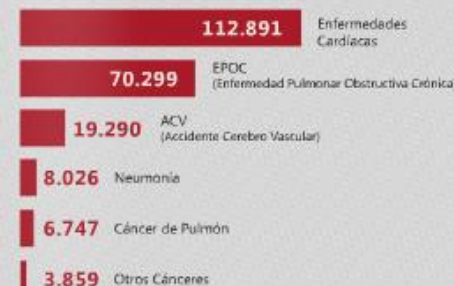 112.891 Enfermedades
Cardíacas
70.299 EPOC
(Enfermedad Pulmonar Obstructiva Crónica)
19.290 ACV
(Accidente Cerebro Vascular)
8.026 Neumonía
6.747 Cáncer de Pulmón
3.859 Otros Cánceres